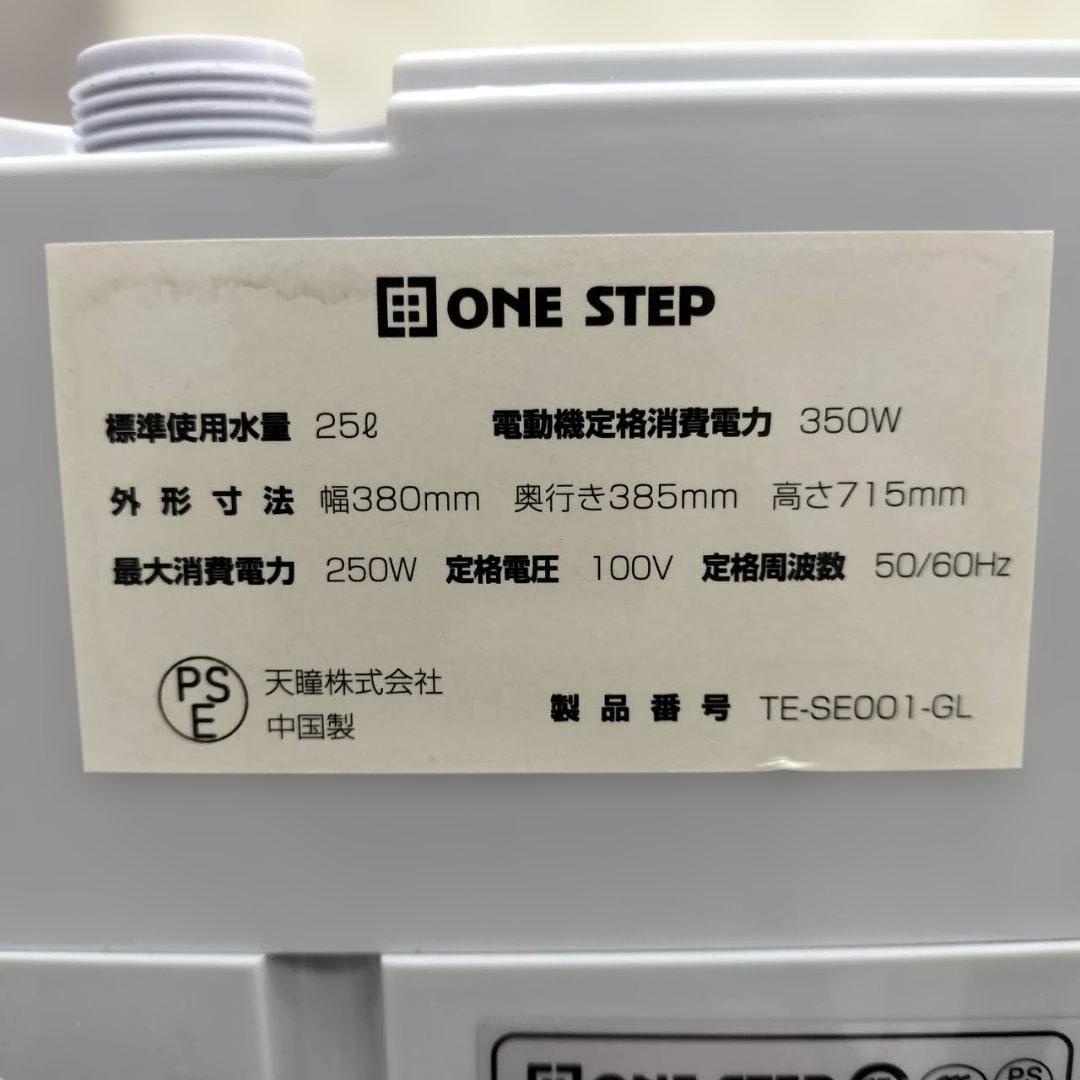 ONE STEP
標準使用水量 25ℓ 電動機定格消費電力 350W
外形寸法 幅380mm 奥行き385mm 高さ715mm
最大消費電力 250W 定格電圧 100V 定格周波数 50/60Hz
PS
E
天瞳株式会社
中国製
製品番号 TE-SE001-GL
ONE STEP
PS